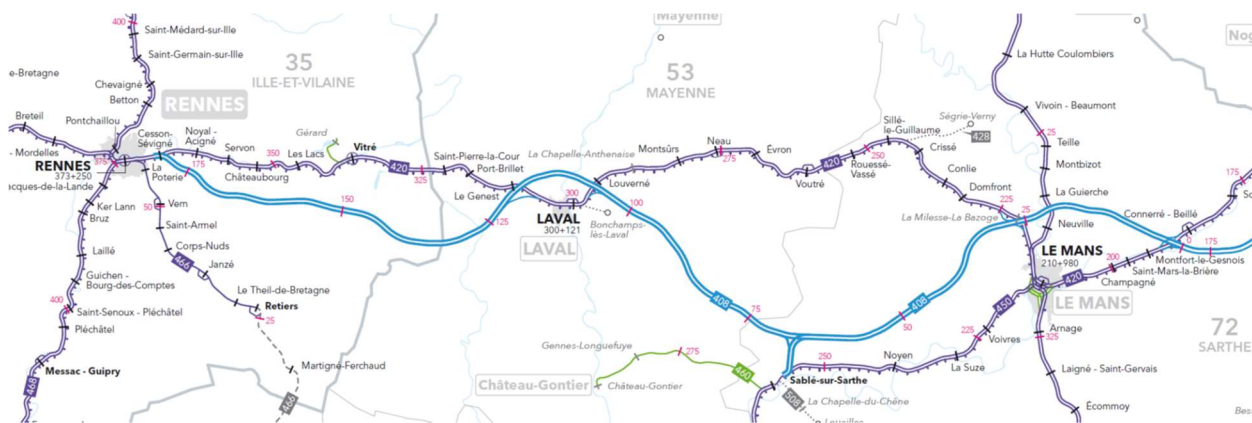 400
Saint-Médard-sur-Ille
Saint-Germain-sur-Ille
35
ILLE-ET-VILAINE
e-Bretagne
Chevaigné
Betton
RENNES
Breteil
Pontchaillou
Cesson-
Sévigné
Noyal -
Acigné
Servon
350
Les Lacs
Gérard
Vitré
Châteaubourg
- Mordelles
RENNES
373+250
375
La
Poterie
175
acques-de-la-Lande
Ker Lann
Bruz
50
Vern
Saint-Armel
Laillé
Corps-Nuds
466
Janzé
Guichen -
Bourg-des-Comptes
Le Theil-de-Bretagne
Retiers
25
400
Saint-Senoux - Pléchâtel
Pléchâtel
Martigné-Ferchaud
Messac - Guipry
468
466
150
420
325
Saint-Pierre-la-Cour
Port-Brillet
Le Genest
125
La Chapelle-Anthenaise
300
LAVAL
300+121
LAVAL
Louverné
Bonchamps-
lès-Laval
100
Mayenne
53
MAYENNE
Montsûrs
Neau
275
Évron
Voutré
420
250
Rouessé-
Vassé
Sillé-
le-Guillaume
Ségrie-Verny
428
Crissé
Conlie
Domfront
225
La Milesse-La Bazoge
25
408
75
408
50
Gennes-Longuefuye
275
460
Château-Gontier
Château-Gontier
Sablé-sur-Sarthe
250
Noyen
La Suze
225
Voivres
450
508
La Chapelle-du-Chêne
La Hutte Coulombiers
Vivoin - Beaumont
25
Teille
Montbizot
La Guierche
Neuville
LE MANS
210+980
420
LE MANS
Champagné
200
Saint-Mars-la-Brière
Montfort-le-Gesnois
Connerré - Beillé
0
175
175
Arnage
325
Laigné - Saint-Gervais
Écommoy
72
SARTHE
Nog
So
Bes